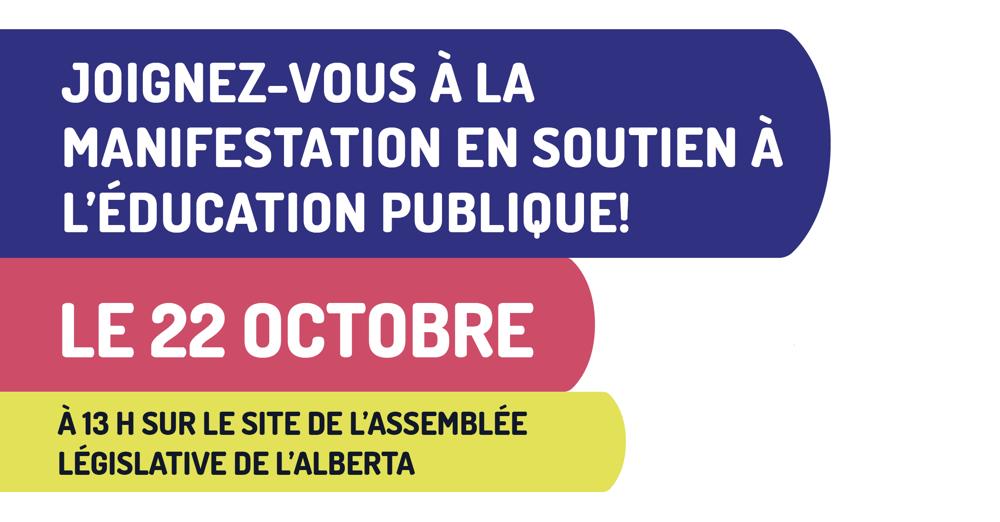 JOIGNEZ-VOUS À LA
MANIFESTATION EN SOUTIEN À
L'ÉDUCATION PUBLIQUE!
LE 22 OCTOBRE
À 13 H SUR LE SITE DE L'ASSEMBLÉE
LÉGISLATIVE DE L'ALBERTA